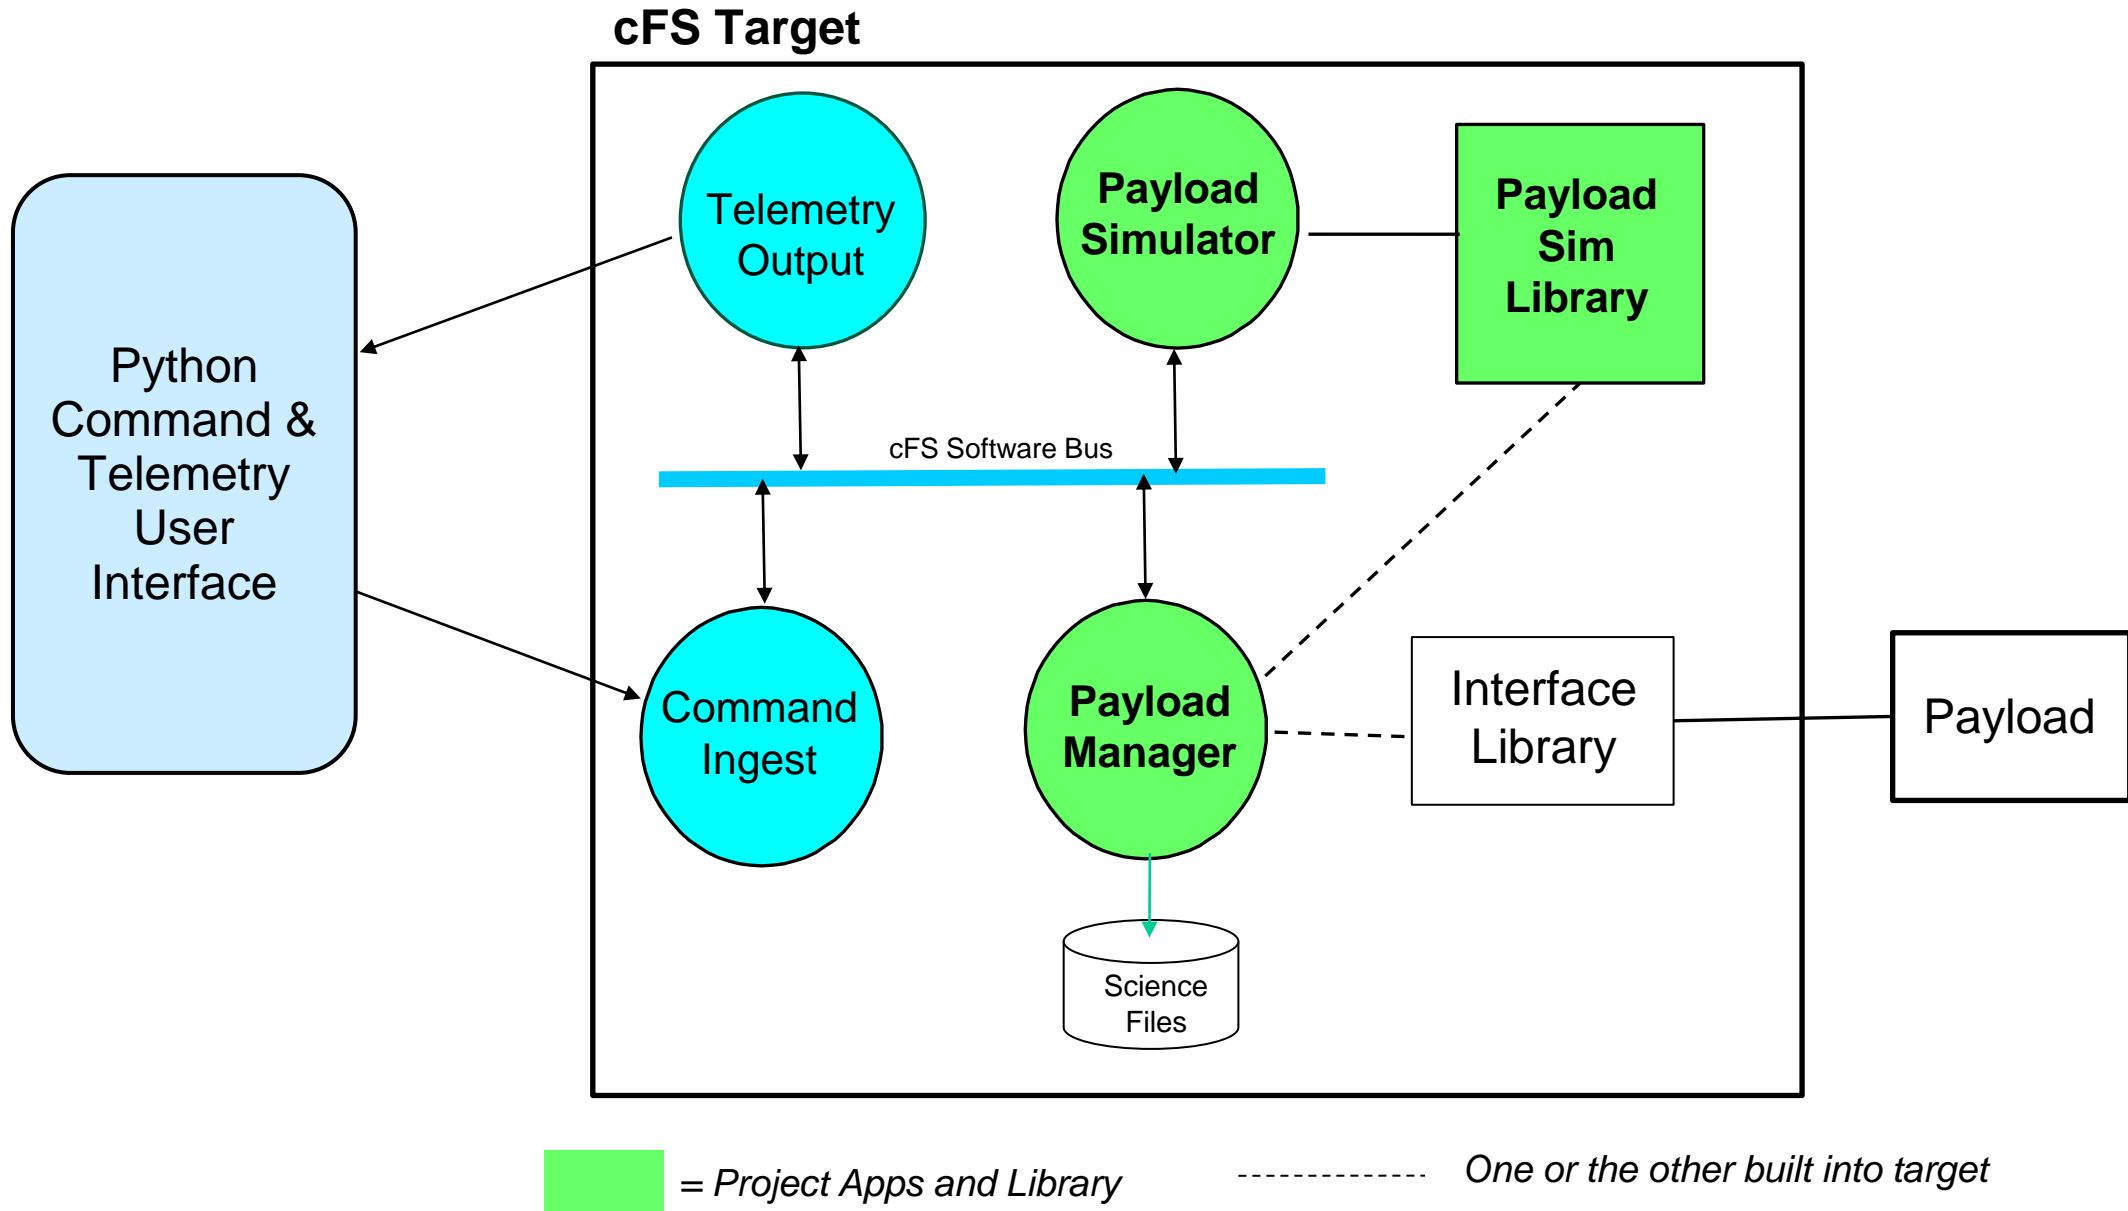 cFS Target
Telemetry
Output
Payload
Simulator
Payload
Sim
Library
Python
Command &
Telemetry
User
Interface
cFS Software Bus
Command
Ingest
Payload
Manager
Interface
Library
Payload
Science
Files
= Project Apps and Library
One or the other built into target